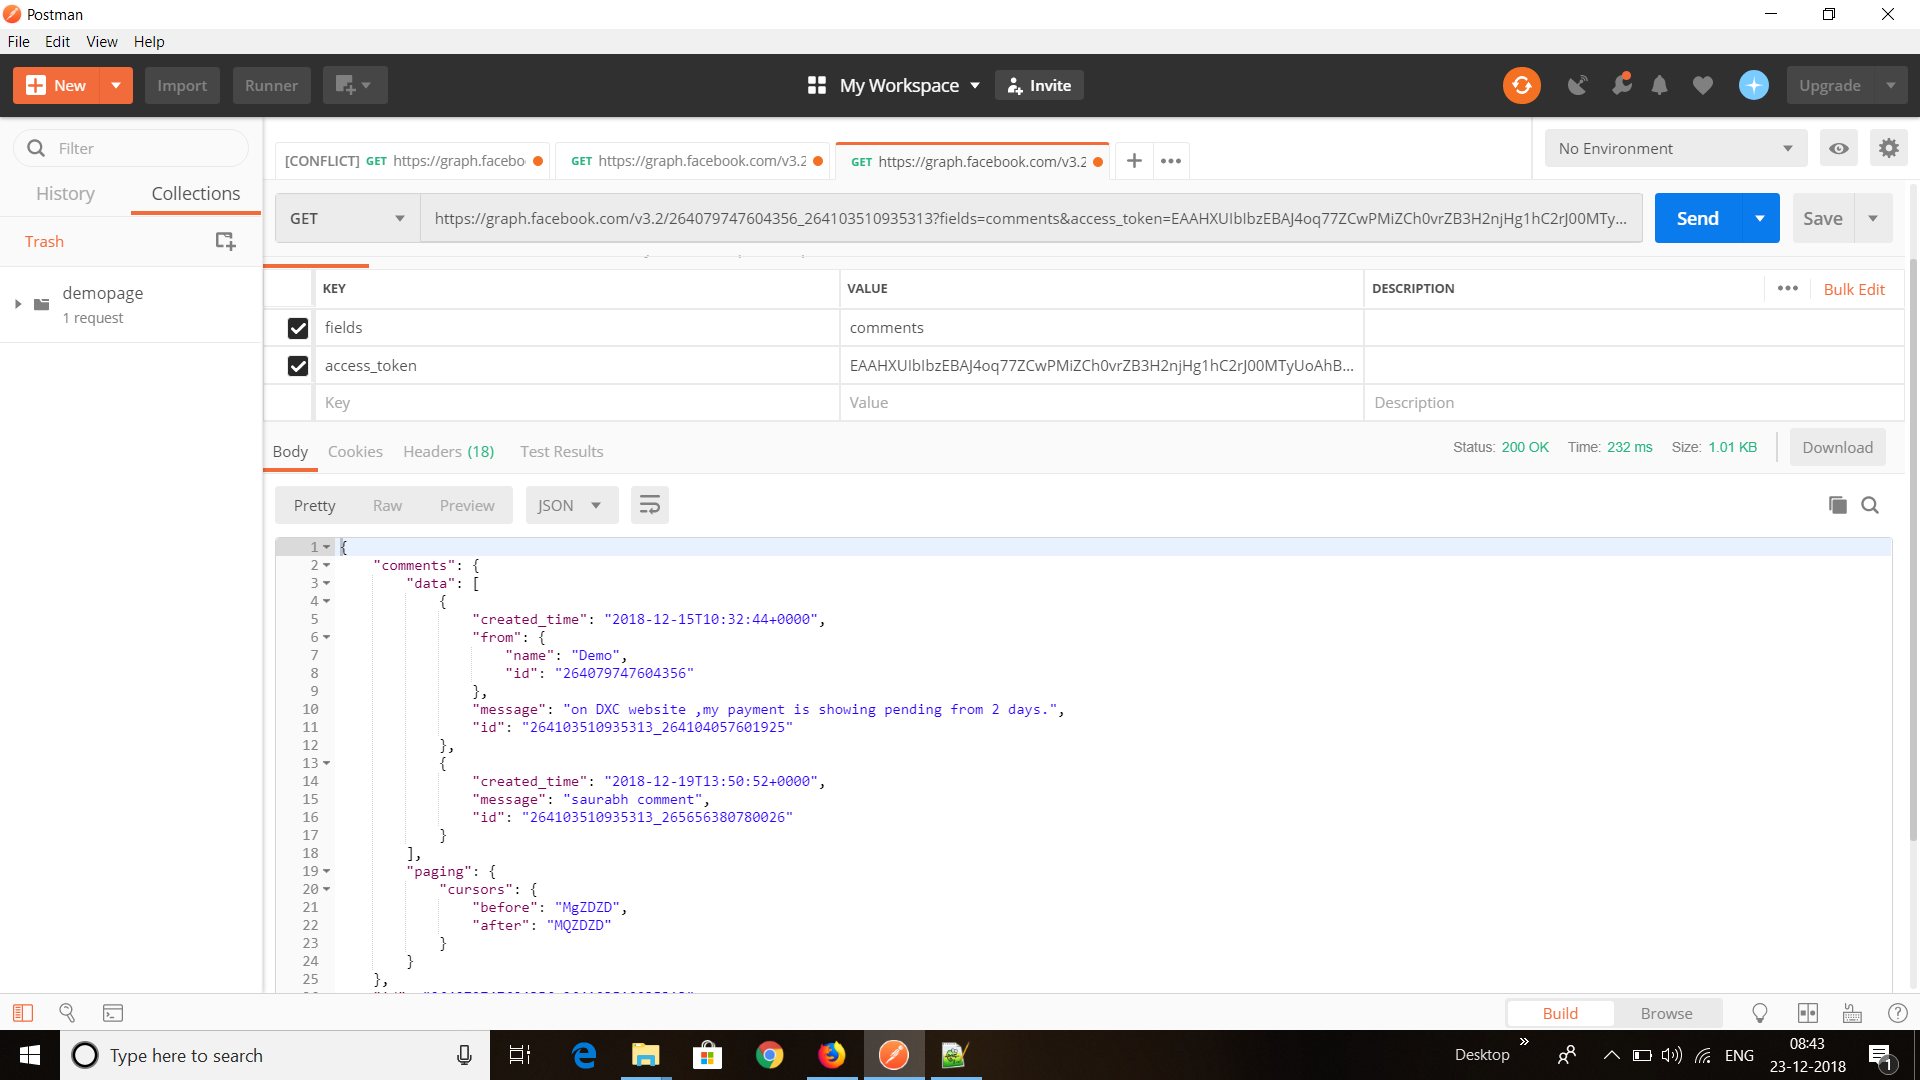 Postman
File Edit View Help
New Import Runner My Workspace Invite Upgrade
Filter
History Collections
Trash
demopage
1 request
[CONFLICT] GET https://graph.facebo GET https://graph.facebook.com/v3.2 GET https://graph.facebook.com/v3.2
No Environment
GET https://graph.facebook.com/v3.2/264079747604356_264103510935313?fields=comments&access_token=EAAHXUIbIbzEBAJ4oq77ZCwPMiZCh0vrZB3H2njHg1hC2rJ00MTy... Send Save
KEY VALUE DESCRIPTION Bulk Edit
fields comments
access_token EAAHXUIbIbzEBAJ4oq77ZCwPMiZCh0vrZB3H2njHg1hC2rJ00MTyUoAhB...
Key Value Description
Body Cookies Headers (18) Test Results Status: 200 OK Time: 232 ms Size: 1.01 KB Download
Pretty Raw Preview JSON
1 {
2 "comments": {
3 "data": [
4 {
5 "created_time": "2018-12-15T10:32:44+0000",
6 "from": {
7 "name": "Demo",
8 "id": "264079747604356"
9 },
10 "message": "on DXC website ,my payment is showing pending from 2 days.",
11 "id": "264103510935313_264104057601925"
12 },
13 {
14 "created_time": "2018-12-19T13:50:52+0000",
15 "message": "saurabh comment",
16 "id": "264103510935313_265656380780026"
17 }
18 ],
19 "paging": {
20 "cursors": {
21 "before": "MgZDZD",
22 "after": "MQZDZD"
23 }
24 }
25 },
Build Browse
Type here to search Desktop ENG 08:43
23-12-2018 1